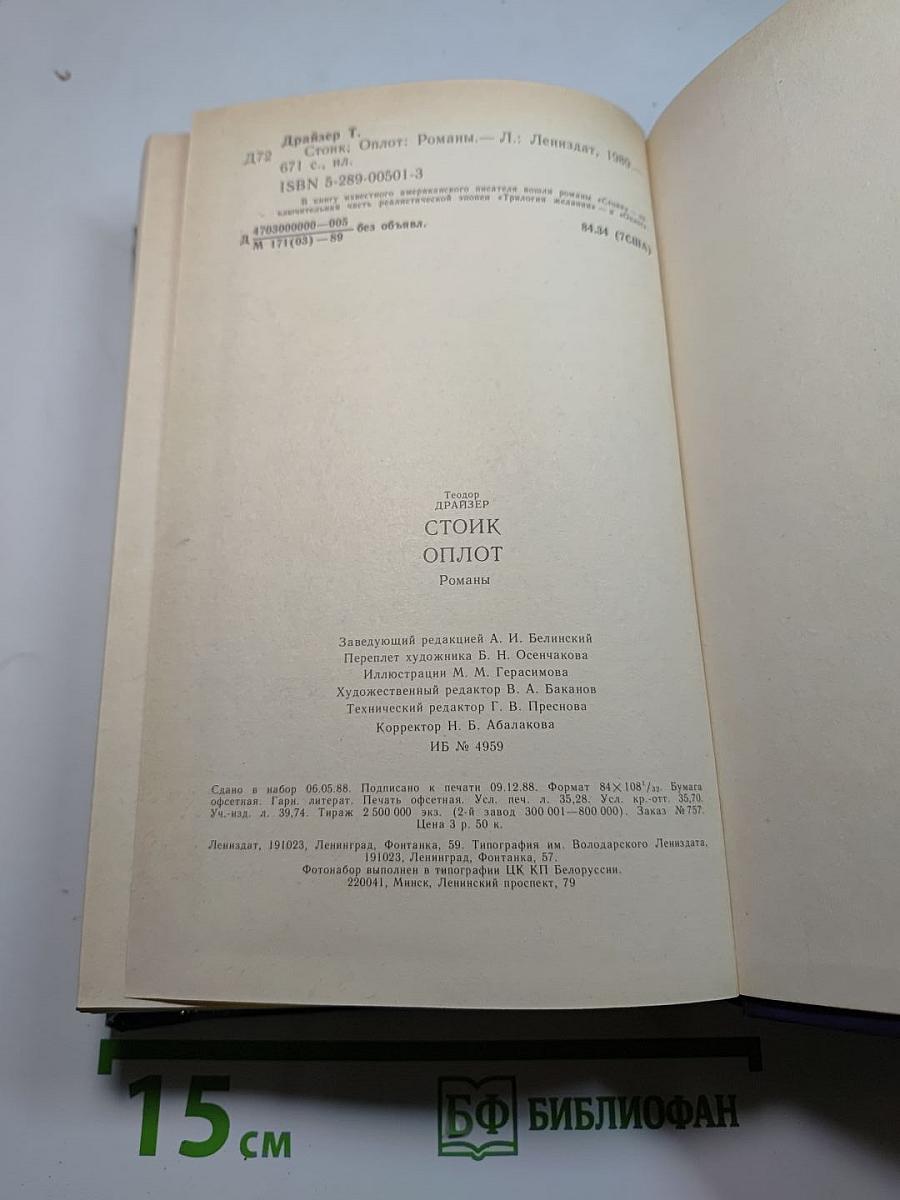 Драйзер Т.
Д72 Стоик; Оплот: Романы.— Л.: Лениздат, 1989.—
671 с., ил.
ISBN 5-289-00501-3
В книгу известного американского писателя вошли романы «Стоик» — за-
ключительная часть реалистической эпопеи «Трилогия желания» — и «Оплот».
Д 4703000000—005 без объявл.
М 171(03)—89
84.34 (7США)
Теодор
ДРАЙЗЕР
СТОИК
ОПЛОТ
Романы
Заведующий редакцией А. И. Белинский
Переплет художника Б. Н. Осенчакова
Иллюстрации М. М. Герасимова
Художественный редактор В. А. Баканов
Технический редактор Г. В. Преснова
Корректор Н. Б. Абалакова
ИБ № 4959
Сдано в набор 06.05.88. Подписано к печати 09.12.88. Формат 84×108¹/₃₂. Бумага
офсетная. Гарн. литерат. Печать офсетная. Усл. печ. л. 35,28. Усл. кр.-отт. 35,70.
Уч.-изд. л. 39,74. Тираж 2 500 000 экз. (2-й завод 300 001—800 000). Заказ № 757.
Цена 3 р. 50 к.
Лениздат, 191023, Ленинград, Фонтанка, 59. Типография им. Володарского Лениздата,
191023, Ленинград, Фонтанка, 57.
Фотонабор выполнен в типографии ЦК КП Белоруссии.
220041, Минск, Ленинский проспект, 79
15 см
БФ БИБЛИОФАН